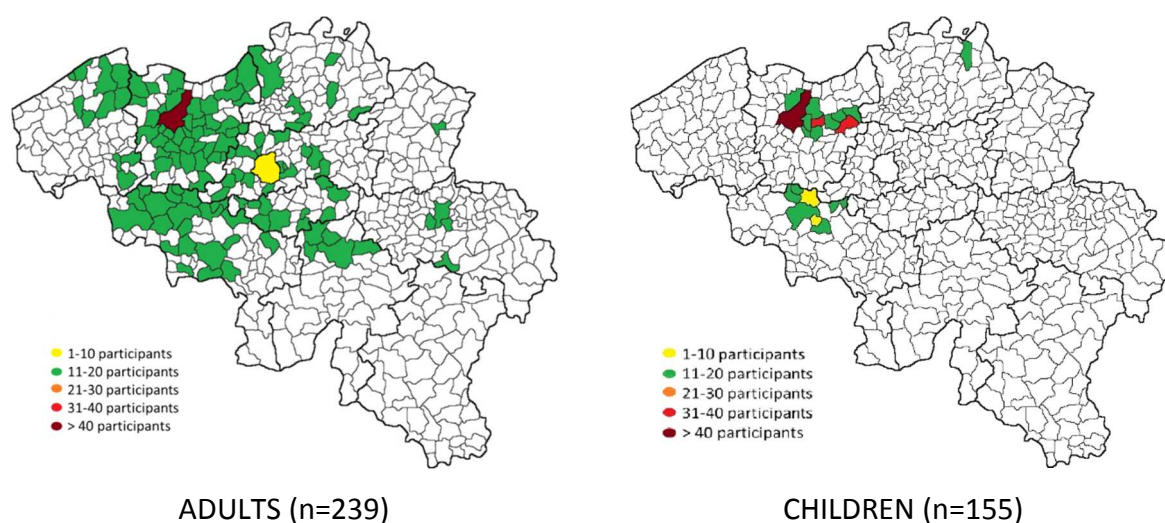 1-10 participants
11-20 participants
21-30 participants
31-40 participants
> 40 participants
1-10 participants
11-20 participants
21-30 participants
31-40 participants
> 40 participants
ADULTS (n=239)
CHILDREN (n=155)